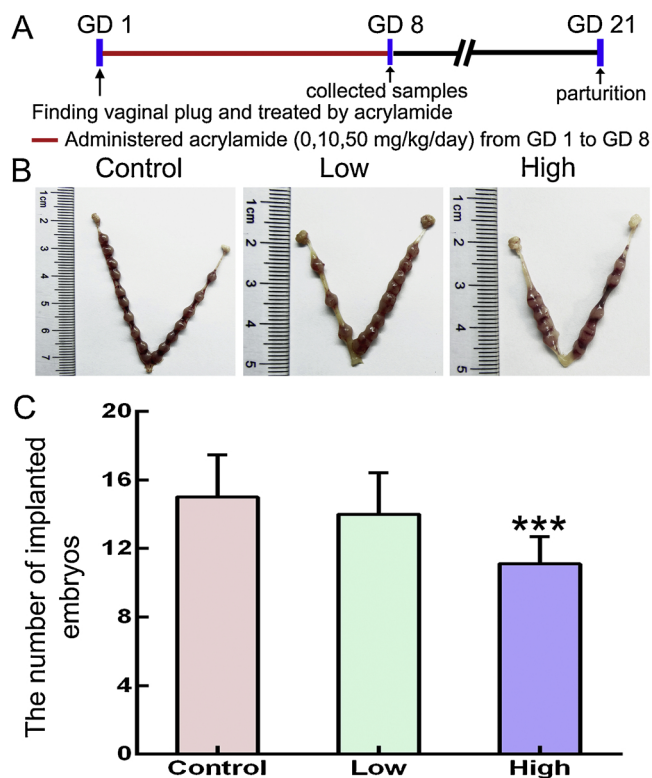 A
GD 1
GD 8
GD 21
collected samples
parturition
Finding vaginal plug and treated by acrylamide
Administered acrylamide (0,10,50 mg/kg/day) from GD 1 to GD 8
B
Control
Low
High
1cm
2
3
4
5
6
7
1cm
2
3
4
5
1cm
2
3
4
5
C
The number of implanted
embryos
20
16
12
8
4
0
***
Control
Low
High